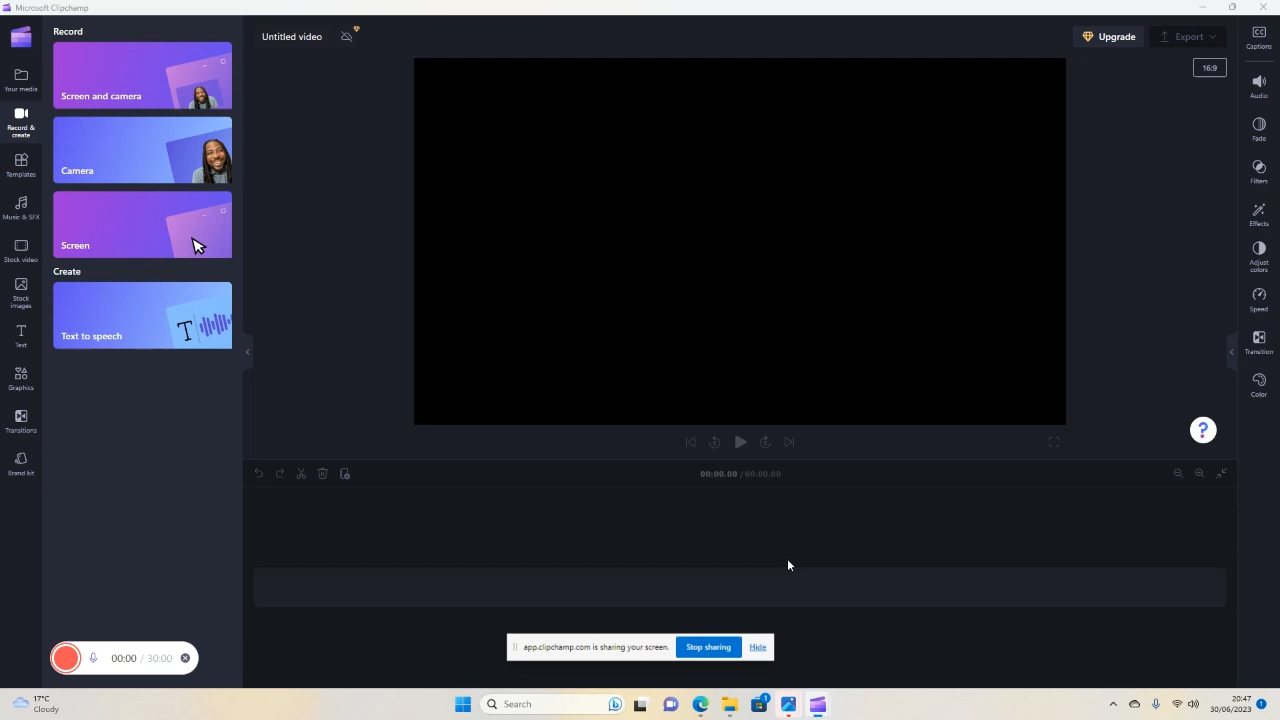 Microsoft Clipchamp
Record
Screen and camera
Camera
Screen
Create
Text to speech
Your media
Record &
create
Templates
Music & SFX
Stock video
Stock
images
Text
Graphics
Transitions
Brand kit
Untitled video
Upgrade
Export
16:9
Captions
Audio
Fade
Filters
Effects
Adjust
colors
Speed
Transition
Color
?
00:00.00 / 00:00.00
00:00 / 30:00
app.clipchamp.com is sharing your screen.
Stop sharing
Hide
17°C
Cloudy
Search
1
20:47
30/06/2023
1